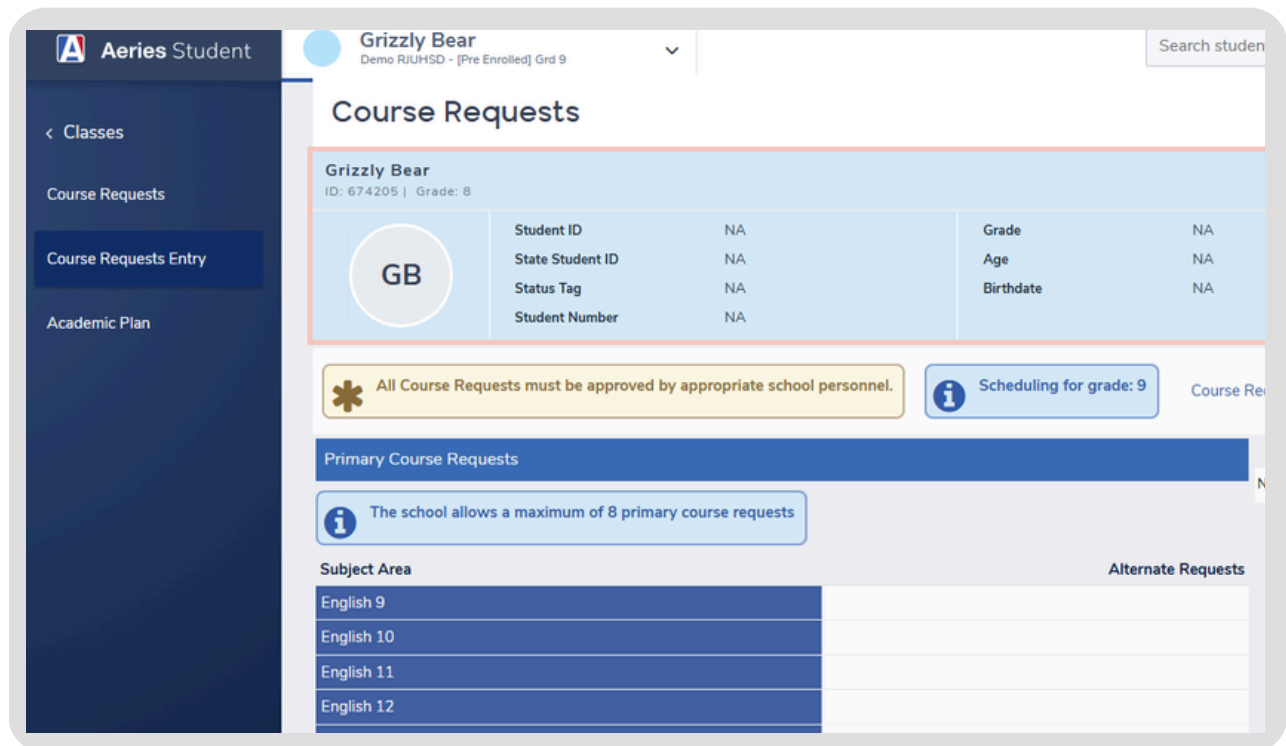 Aeries Student
Grizzly Bear
Demo RJUHSD - [Pre Enrolled] Grd 9
Search studen
< Classes
Course Requests
Course Requests Entry
Academic Plan
Course Requests
Grizzly Bear
ID: 674205 | Grade: 8
GB
Student ID NA
State Student ID NA
Status Tag NA
Student Number NA
Grade NA
Age NA
Birthdate NA
All Course Requests must be approved by appropriate school personnel.
Scheduling for grade: 9
Course Re
Primary Course Requests
N
The school allows a maximum of 8 primary course requests
Subject Area Alternate Requests
English 9
English 10
English 11
English 12